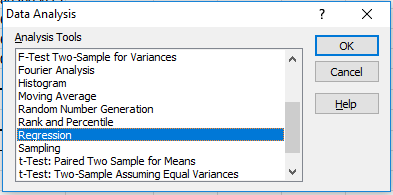 Data Analysis
Analysis Tools
OK
F-Test Two-Sample for Variances
Fourier Analysis
Cancel
Histogram
Moving Average
Random Number Generation
Help
Rank and Percentile
Regression
Sampling
t-Test: Paired Two Sample for Means
t-Test: Two-Sample Assuming Equal Variances